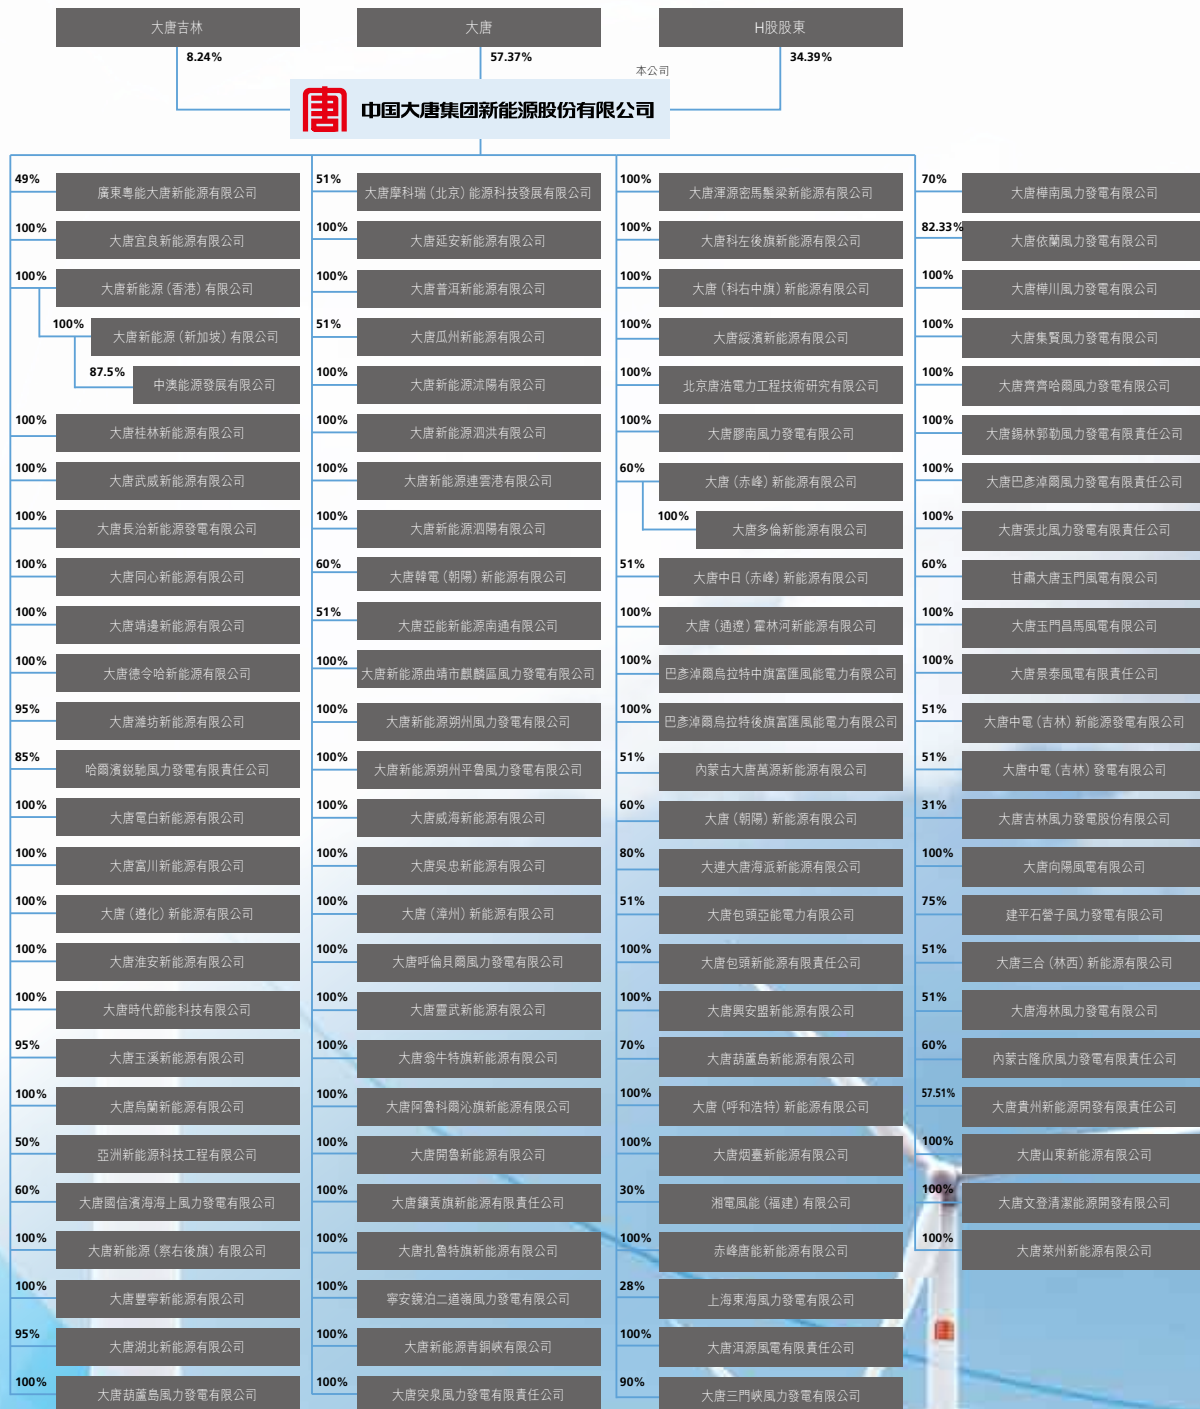 大唐吉林
大唐
H股股東
8.24%
57.37%
34.39%
本公司
唐
中国大唐集团新能源股份有限公司
49%
廣東粵能大唐新能源有限公司
100%
大唐宜良新能源有限公司
100%
大唐新能源（香港）有限公司
100%
大唐新能源（新加坡）有限公司
87.5%
中澳能源發展有限公司
100%
大唐桂林新能源有限公司
100%
大唐武威新能源有限公司
100%
大唐長治新能源發電有限公司
100%
大唐同心新能源有限公司
100%
大唐靖邊新能源有限公司
100%
大唐德令哈新能源有限公司
95%
大唐濰坊新能源有限公司
85%
哈爾濱銳馳風力發電有限責任公司
100%
大唐電白新能源有限公司
100%
大唐富川新能源有限公司
100%
大唐（遵化）新能源有限公司
100%
大唐淮安新能源有限公司
100%
大唐時代節能科技有限公司
95%
大唐玉溪新能源有限公司
100%
大唐烏蘭新能源有限公司
50%
亞洲新能源科技工程有限公司
60%
大唐國信濱海海上風力發電有限公司
100%
大唐新能源（察右後旗）有限公司
100%
大唐豐寧新能源有限公司
95%
大唐湖北新能源有限公司
100%
大唐葫蘆島風力發電有限公司
51%
大唐摩科瑞（北京）能源科技發展有限公司
100%
大唐延安新能源有限公司
100%
大唐普洱新能源有限公司
51%
大唐瓜州新能源有限公司
100%
大唐新能源沭陽有限公司
100%
大唐新能源泗洪有限公司
100%
大唐新能源連雲港有限公司
100%
大唐新能源泗陽有限公司
60%
大唐韓電（朝陽）新能源有限公司
51%
大唐亞能新能源南通有限公司
100%
大唐新能源曲靖市麒麟區風力發電有限公司
100%
大唐新能源朔州風力發電有限公司
100%
大唐新能源朔州平魯風力發電有限公司
100%
大唐威海新能源有限公司
100%
大唐吳忠新能源有限公司
100%
大唐（漳州）新能源有限公司
100%
大唐呼倫貝爾風力發電有限公司
100%
大唐靈武新能源有限公司
100%
大唐翁牛特旗新能源有限公司
100%
大唐阿魯科爾沁旗新能源有限公司
100%
大唐開魯新能源有限公司
100%
大唐鑲黃旗新能源有限責任公司
100%
大唐扎魯特旗新能源有限公司
100%
寧安鏡泊二道嶺風力發電有限公司
100%
大唐新能源青銅峽有限公司
100%
大唐突泉風力發電有限責任公司
100%
大唐渾源密馬鬃梁新能源有限公司
100%
大唐科左後旗新能源有限公司
100%
大唐（科右中旗）新能源有限公司
100%
大唐綏濱新能源有限公司
100%
北京唐浩電力工程技術研究有限公司
100%
大唐膠南風力發電有限公司
60%
大唐（赤峰）新能源有限公司
100%
大唐多倫新能源有限公司
51%
大唐中日（赤峰）新能源有限公司
100%
大唐（通遼）霍林河新能源有限公司
100%
巴彥淖爾烏拉特中旗富匯風能電力有限公司
100%
巴彥淖爾烏拉特後旗富匯風能電力有限公司
51%
內蒙古大唐萬源新能源有限公司
60%
大唐（朝陽）新能源有限公司
80%
大連大唐海派新能源有限公司
51%
大唐包頭亞能電力有限公司
100%
大唐包頭新能源有限責任公司
100%
大唐興安盟新能源有限公司
70%
大唐葫蘆島新能源有限公司
100%
大唐（呼和浩特）新能源有限公司
100%
大唐烟臺新能源有限公司
30%
湘電風能（福建）有限公司
100%
赤峰唐能新能源有限公司
28%
上海東海風力發電有限公司
100%
大唐洱源風電有限責任公司
90%
大唐三門峽風力發電有限公司
70%
大唐樺南風力發電有限公司
82.33%
大唐依蘭風力發電有限公司
100%
大唐樺川風力發電有限公司
100%
大唐集賢風力發電有限公司
100%
大唐齊齊哈爾風力發電有限公司
100%
大唐錫林郭勒風力發電有限責任公司
100%
大唐巴彥淖爾風力發電有限責任公司
100%
大唐張北風力發電有限責任公司
60%
甘肅大唐玉門風電有限公司
100%
大唐玉門昌馬風電有限公司
100%
大唐景泰風電有限責任公司
51%
大唐中電（吉林）新能源發電有限公司
51%
大唐中電（吉林）發電有限公司
31%
大唐吉林風力發電股份有限公司
100%
大唐向陽風電有限公司
75%
建平石營子風力發電有限公司
51%
大唐三合（林西）新能源有限公司
51%
大唐海林風力發電有限公司
60%
內蒙古隆欣風力發電有限責任公司
57.51%
大唐貴州新能源開發有限責任公司
100%
大唐山東新能源有限公司
100%
大唐文登清潔能源開發有限公司
100%
大唐萊州新能源有限公司